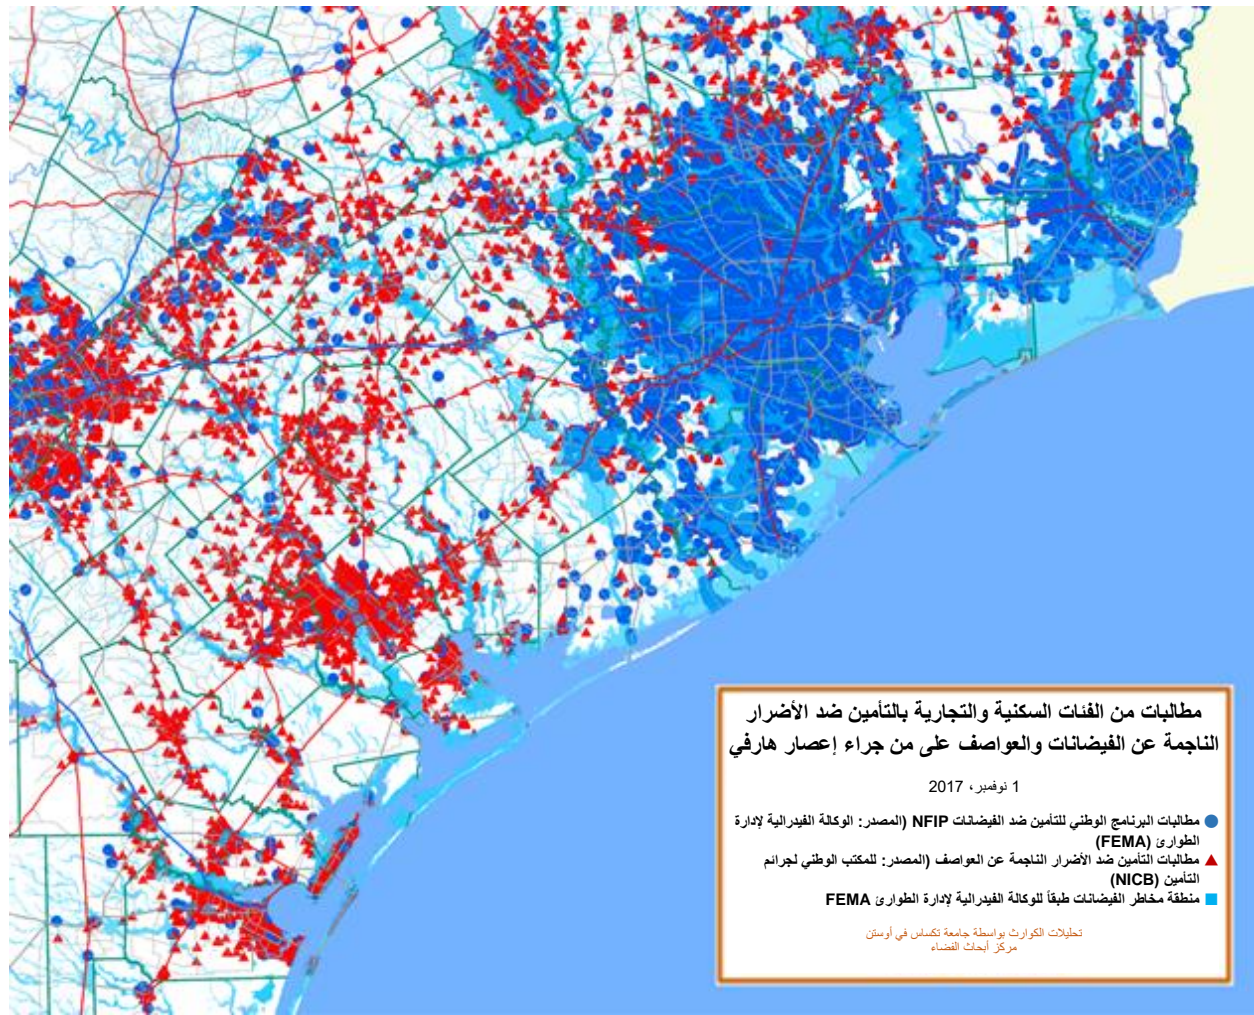 مطالبات من الفئات السكنية والتجارية بالتأمين ضد الأضرار
الناجمة عن الفيضانات والعواصف على من جراء إعصار هارفي
1 نوفمبر، 2017
مطالبات البرنامج الوطني للتأمين ضد الفيضانات NFIP (المصدر: الوكالة الفيدرالية لإدارة
الطوارئ (FEMA)
مطالبات التأمين ضد الأضرار الناجمة عن العواصف (المصدر: للمكتب الوطني لجرائم
التأمين (NICB)
منطقة مخاطر الفيضانات طبقاً للوكالة الفيدرالية لإدارة الطوارئ FEMA
تحليلات الكوارث بواسطة جامعة تكساس في أوستن
مركز أبحاث الفضاء